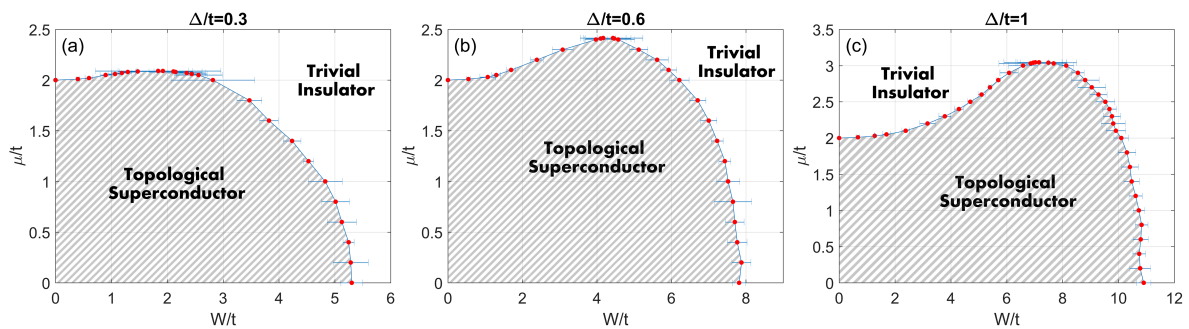 Δ/t=0.3
(a)
Trivial
Insulator
Topological
Superconductor
μ/t
2.5
2
1.5
1
0.5
0
0 1 2 3 4 5 6
W/t
Δ/t=0.6
(b)
Trivial
Insulator
Topological
Superconductor
μ/t
2.5
2
1.5
1
0.5
0
0 2 4 6 8
W/t
Δ/t=1
(c)
Trivial
Insulator
Topological
Superconductor
μ/t
3.5
3
2.5
2
1.5
1
0.5
0
0 2 4 6 8 10 12
W/t